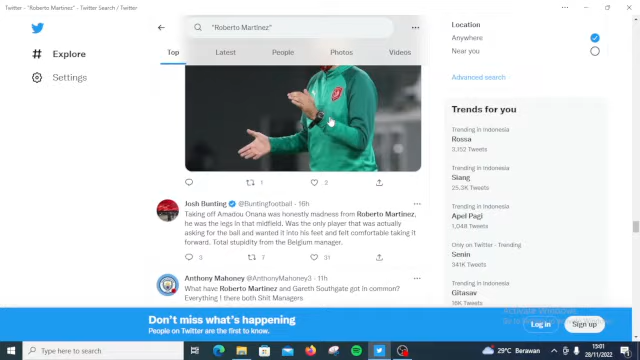 Twitter - "Roberto Martinez" - Twitter Search / Twitter
"Roberto Martinez"
Explore
Settings
Top
Latest
People
Photos
Videos
1
2
Josh Bunting @Buntingfootball · 16h
Taking off Amadou Onana was honestly madness from Roberto Martinez,
he was the legs in that midfield. Was the only player that was actually
asking for the ball and wanted it into his feet and felt comfortable taking it
forward. Total stupidity from the Belgium manager.
3
7
31
Anthony Mahoney @AnthonyMahoney3 · 11h
What have Roberto Martinez and Gareth Southgate got in common?
Everything ! there both Shit Managers.
Location
Anywhere
Near you
Advanced search
Trends for you
Trending in Indonesia
Rossa
3,152 Tweets
Trending in Indonesia
Siang
25.3K Tweets
Trending in Indonesia
Apel Pagi
1,048 Tweets
Only on Twitter · Trending
Senin
341K Tweets
Trending in Indonesia
Gitasav
Activate Windows
Don't miss what's happening
People on Twitter are the first to know.
Log in
Sign up
Type here to search
29°C Berawan
15:01
28/11/2022